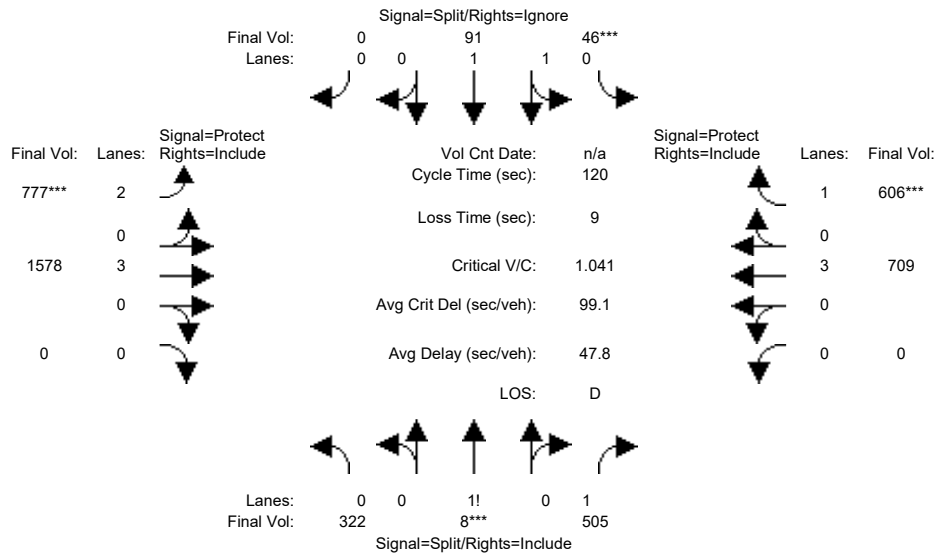 Signal=Split/Rights=Ignore
Final Vol: 0 91 46***
Lanes: 0 0 1 1 0
Signal=Protect Signal=Protect
Final Vol: Lanes: Rights=Include Vol Cnt Date: n/a Rights=Include Lanes: Final Vol:
Cycle Time (sec): 120
777*** 2 1 606***
Loss Time (sec): 9
0 0
1578 3 Critical V/C: 1.041 3 709
0 Avg Crit Del (sec/veh): 99.1 0
0 0 Avg Delay (sec/veh): 47.8 0 0
LOS: D
Lanes: 0 0 1! 0 1
Final Vol: 322 8*** 505
Signal=Split/Rights=Include